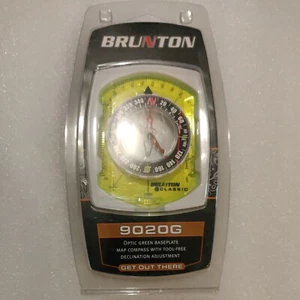 BRUNTON
BRUNTON
CLASSIC
9020G
OPTIC GREEN BASEPLATE
MAP COMPASS WITH TOOL-FREE
DECLINATION ADJUSTMENT
GET OUT THERE